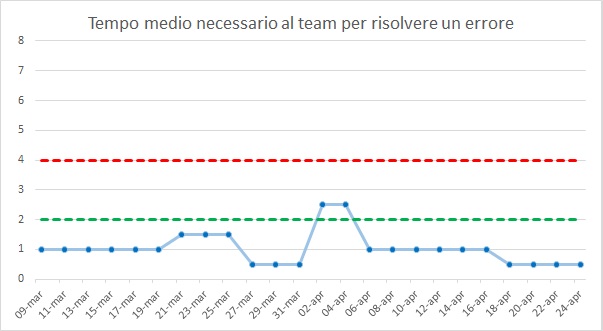 Tempo medio necessario al team per risolvere un errore
8
7
6
5
4
3
2
1
0
09-mar
11-mar
13-mar
15-mar
17-mar
19-mar
21-mar
23-mar
25-mar
27-mar
29-mar
31-mar
02-apr
04-apr
06-apr
08-apr
10-apr
12-apr
14-apr
16-apr
18-apr
20-apr
22-apr
24-apr